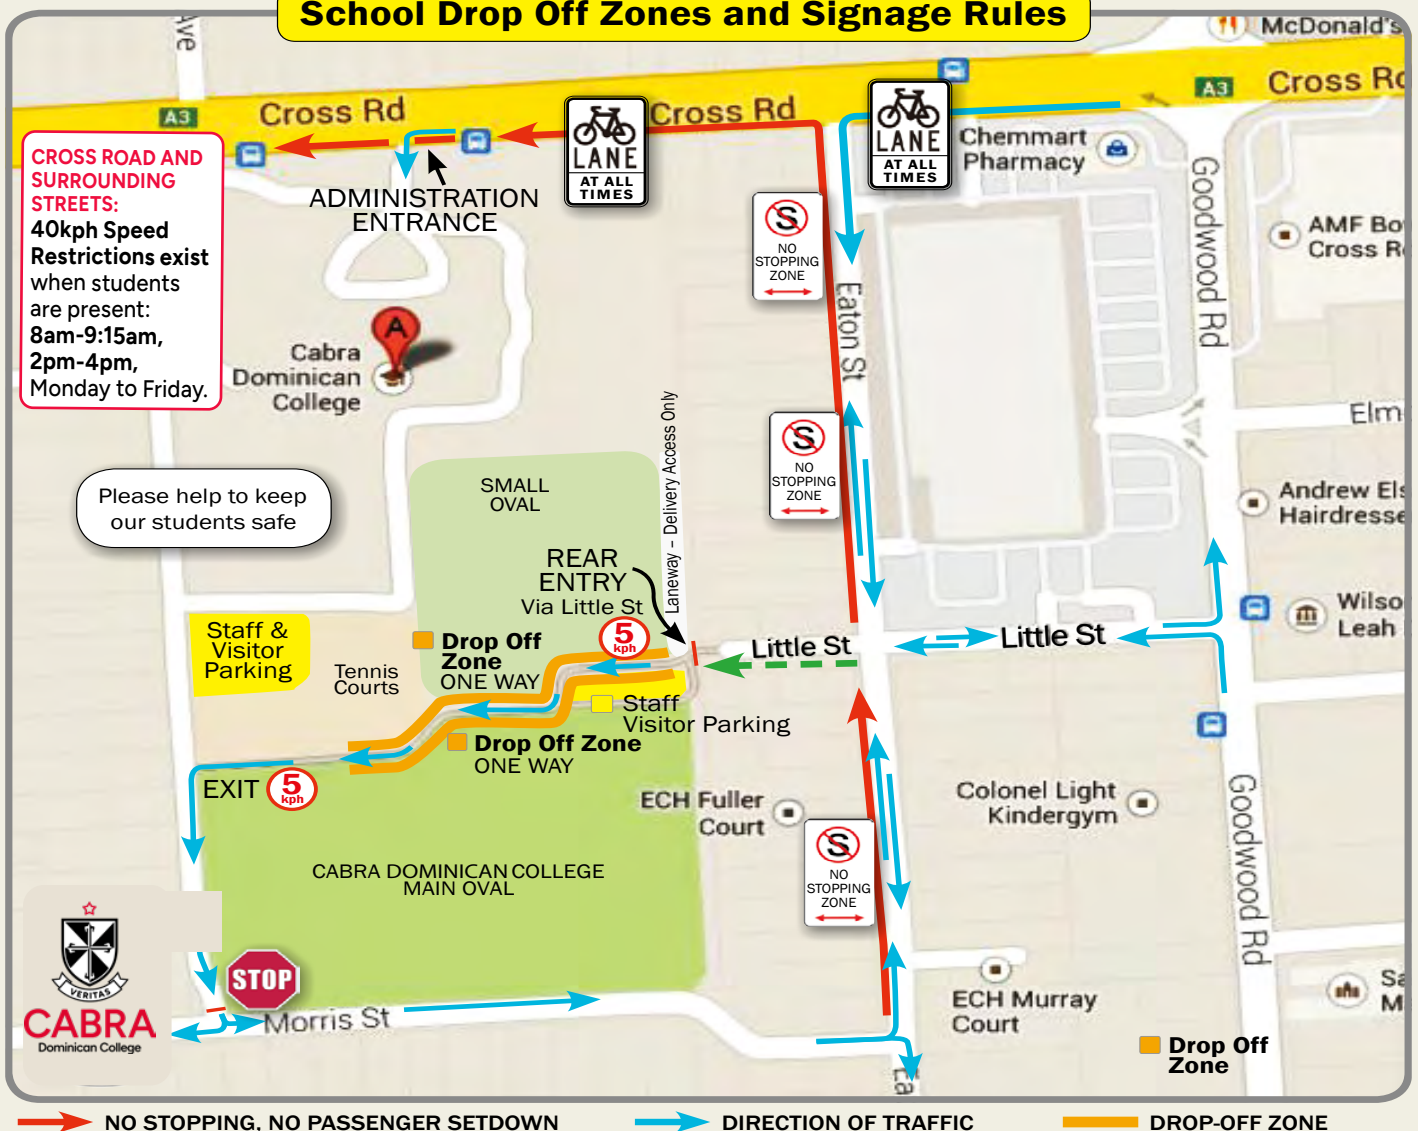 School Drop Off Zones and Signage Rules
Ave
McDonald's
A3
Cross Rd
Cross Rd
A3
Cross Rd
LANE
AT ALL
TIMES
LANE
AT ALL
TIMES
CROSS ROAD AND
SURROUNDING
STREETS:
40kph Speed
Restrictions exist
when students
are present:
8am-9:15am,
2pm-4pm,
Monday to Friday.
ADMINISTRATION
ENTRANCE
Chemmart
Pharmacy
Goodwood Rd
AMF Bo
Cross R
S
NO
STOPPING
ZONE
Eaton St
A
Cabra
Dominican
College
Elm
Laneway – Delivery Access Only
S
NO
STOPPING
ZONE
Please help to keep
our students safe
SMALL
OVAL
Andrew Els
Hairdresse
REAR
ENTRY
Via Little St
Wilso
Leah
Staff &
Visitor
Parking
Tennis
Courts
Drop Off
Zone
ONE WAY
5
kph
Little St
Little St
Staff
Visitor Parking
Drop Off Zone
ONE WAY
EXIT
5
kph
ECH Fuller
Court
Colonel Light
Kindergym
Goodwood Rd
S
NO
STOPPING
ZONE
CABRA DOMINICAN COLLEGE
MAIN OVAL
VERITAS
CABRA
Dominican College
STOP
Morris St
ECH Murray
Court
Sa
M
Ea
Drop Off
Zone
NO STOPPING, NO PASSENGER SETDOWN
DIRECTION OF TRAFFIC
DROP-OFF ZONE